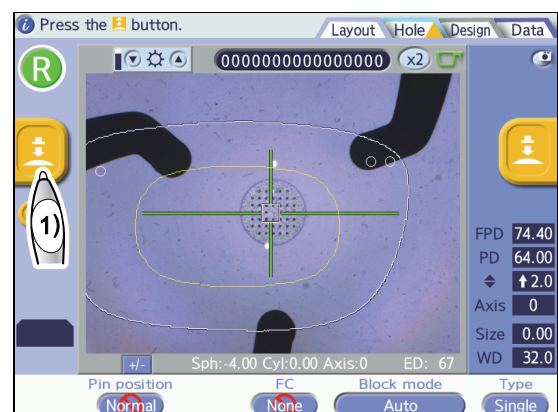 Press the button.
Layout Hole Design Data
R
0000000000000000 x2
1)
FPD 74.40
PD 64.00
2.0
Axis 0
Size 0.00
WD 32.0
+/- Sph:-4.00 Cyl:0.00 Axis:0 ED: 67
Pin position FC Block mode Type
Normal None Auto Single